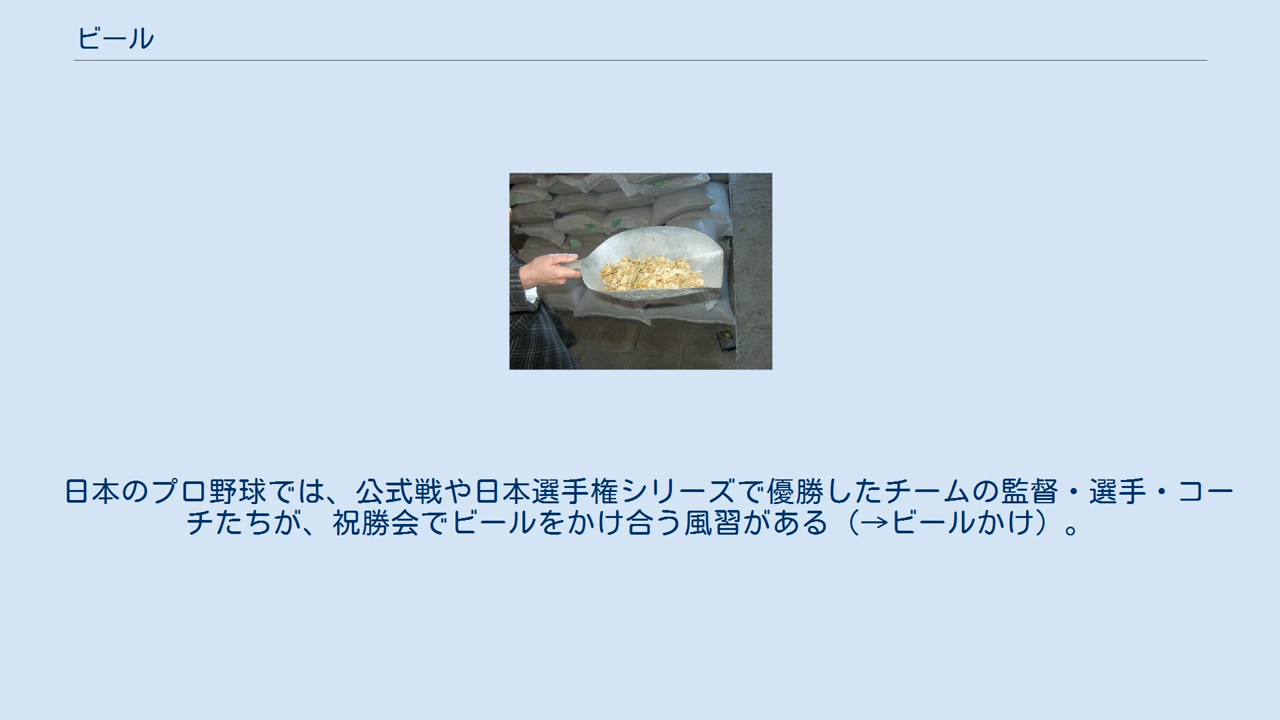 ビール
日本のプロ野球では、公式戦や日本選手権シリーズで優勝したチームの監督・選手・コー
チたちが、祝勝会でビールをかけ合う風習がある（→ビールかけ）。